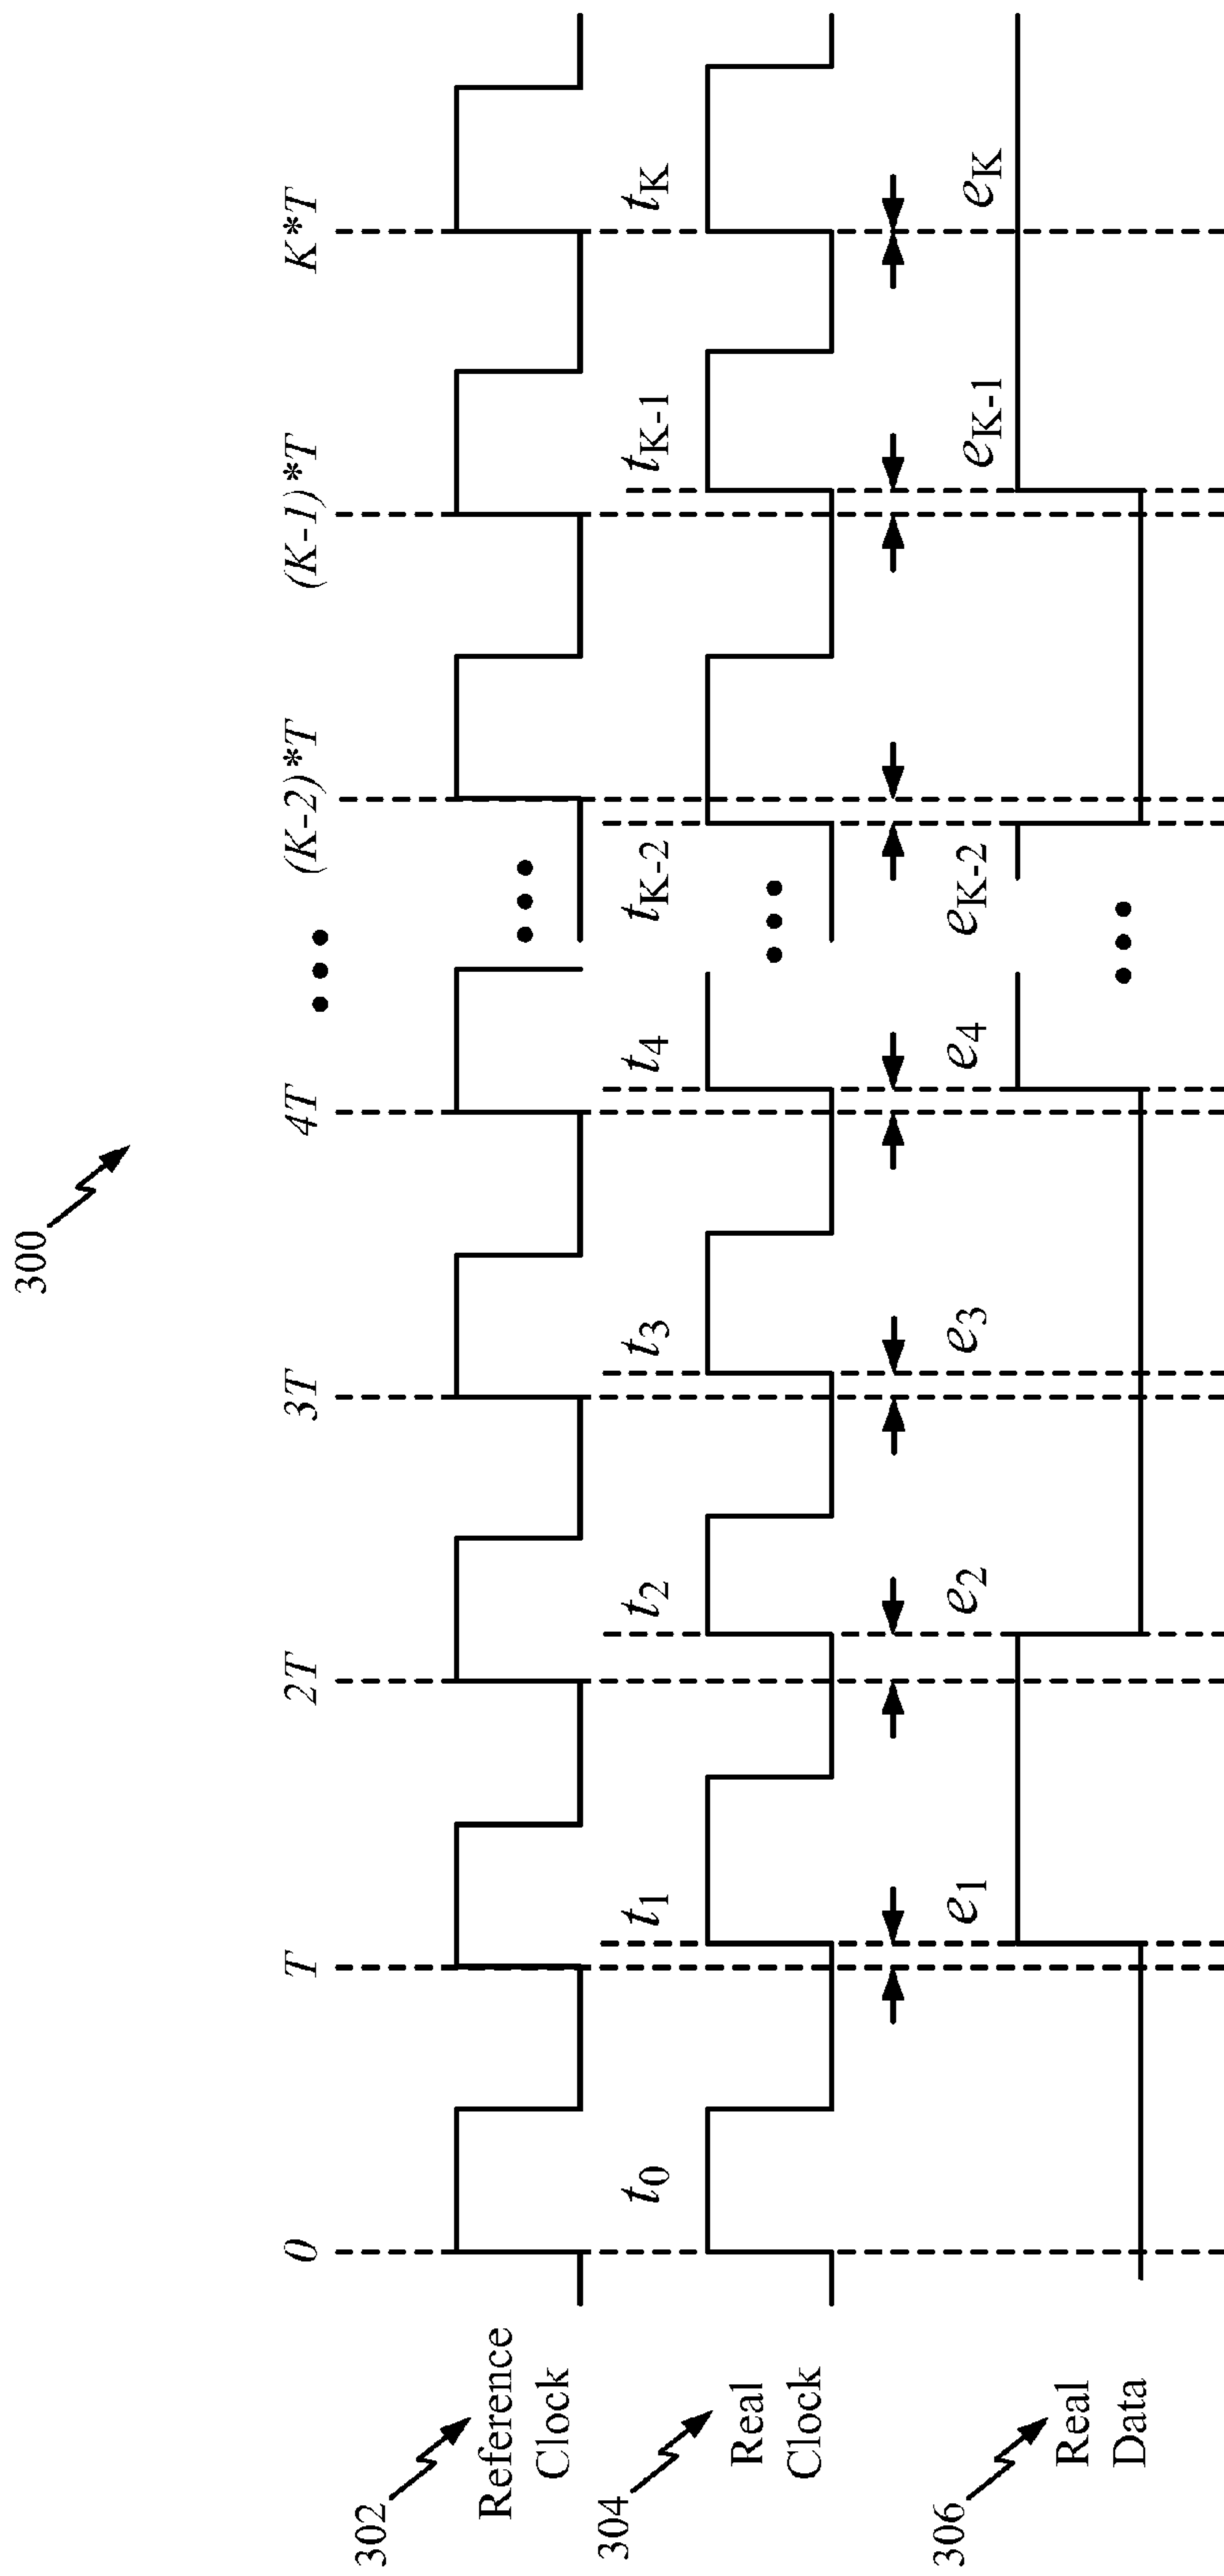 300
0 T 2T 3T 4T ••• (K-2)*T (K-1)*T K*T
302
Reference
Clock
•••
304
Real
Clock
t0 t1 t2 t3 t4 tK-2 tK-1 tK
•••
306
Real
Data
e1 e2 e3 e4 eK-2 eK-1 eK
•••